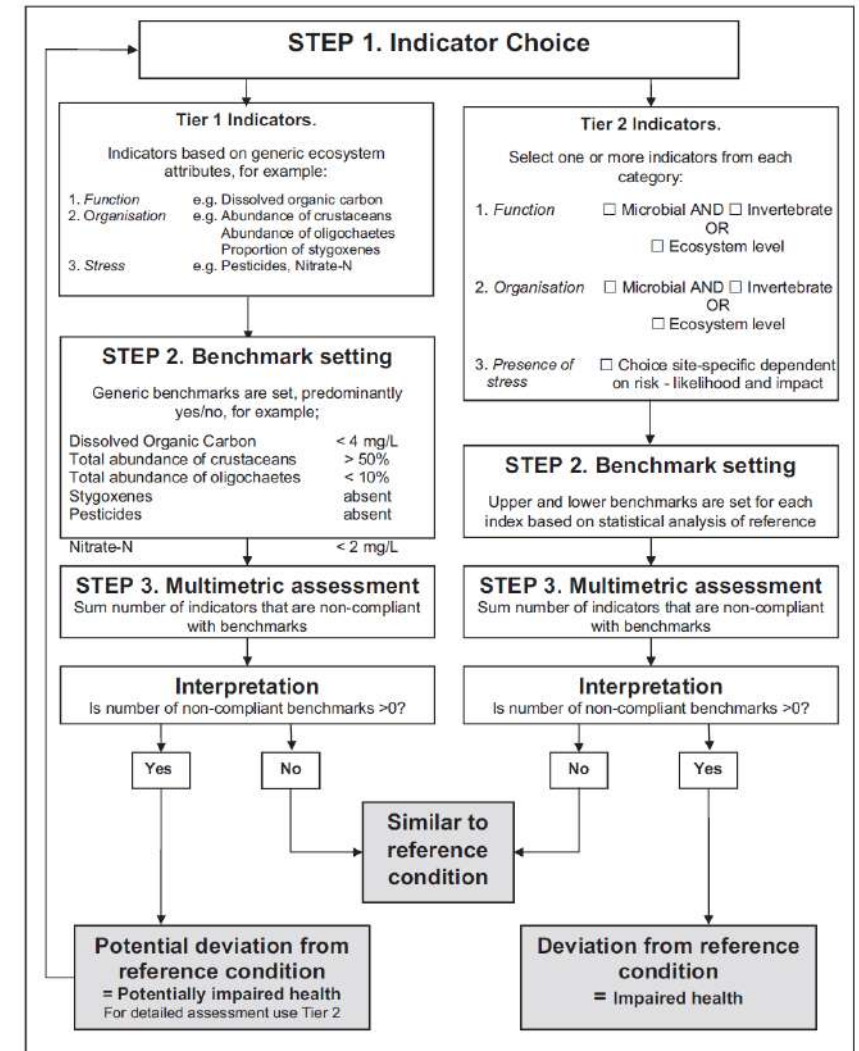 STEP 1. Indicator Choice
Tier 1 Indicators.
Indicators based on generic ecosystem
attributes, for example:
1. Function e.g. Dissolved organic carbon
2. Organisation e.g. Abundance of crustaceans
Abundance of oligochaetes
Proportion of stygoxenes
3. Stress e.g. Pesticides, Nitrate-N
STEP 2. Benchmark setting
Generic benchmarks are set, predominantly
yes/no, for example;
Dissolved Organic Carbon < 4 mg/L
Total abundance of crustaceans > 50%
Total abundance of oligochaetes < 10%
Stygoxenes absent
Pesticides absent
Nitrate-N < 2 mg/L
STEP 3. Multimetric assessment
Sum number of indicators that are non-compliant
with benchmarks
Interpretation
Is number of non-compliant benchmarks >0?
Yes
No
Tier 2 Indicators.
Select one or more indicators from each
category:
1. Function ☐ Microbial AND ☐ Invertebrate
OR
☐ Ecosystem level
2. Organisation ☐ Microbial AND ☐ Invertebrate
OR
☐ Ecosystem level
3. Presence of ☐ Choice site-specific dependent
stress on risk - likelihood and impact
STEP 2. Benchmark setting
Upper and lower benchmarks are set for each
index based on statistical analysis of reference
STEP 3. Multimetric assessment
Sum number of indicators that are non-compliant
with benchmarks
Interpretation
Is number of non-compliant benchmarks >0?
No
Yes
Similar to
reference
condition
Potential deviation from
reference condition
= Potentially impaired health
For detailed assessment use Tier 2
Deviation from reference
condition
= Impaired health